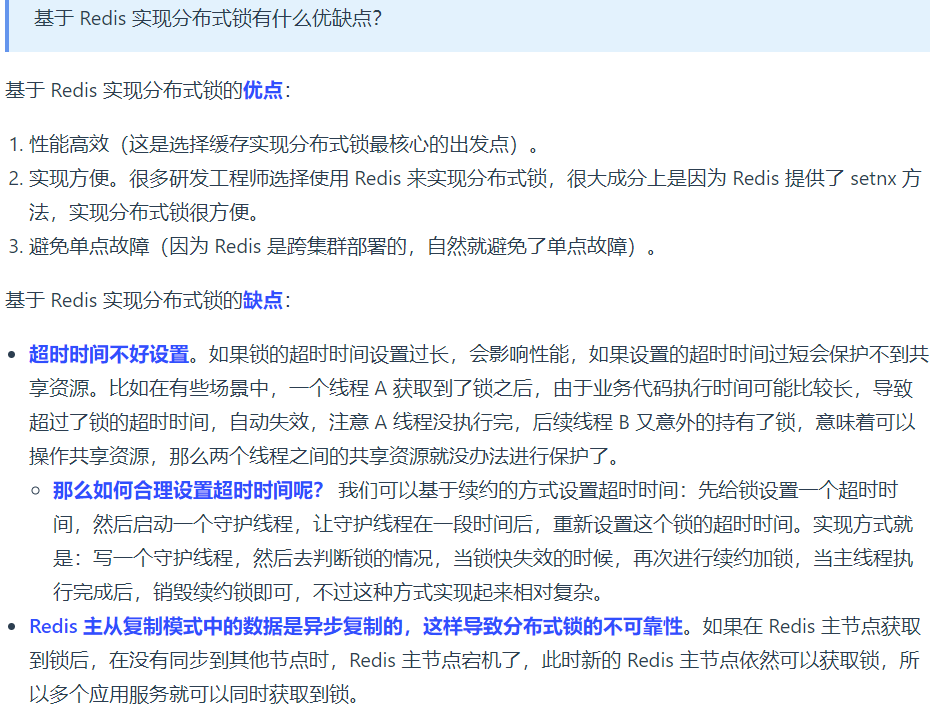 基于 Redis 实现分布式锁有什么优缺点？
基于 Redis 实现分布式锁的优点：
1. 性能高效（这是选择缓存实现分布式锁最核心的出发点）。
2. 实现方便。很多研发工程师选择使用 Redis 来实现分布式锁，很大成分上是因为 Redis 提供了 setnx 方
法，实现分布式锁很方便。
3. 避免单点故障（因为 Redis 是跨集群部署的，自然就避免了单点故障）。
基于 Redis 实现分布式锁的缺点：
• 超时时间不好设置。如果锁的超时时间设置过长，会影响性能，如果设置的超时时间过短会保护不到共
享资源。比如在有些场景中，一个线程 A 获取到了锁之后，由于业务代码执行时间可能比较长，导致
超过了锁的超时时间，自动失效，注意 A 线程没执行完，后续线程 B 又意外的持有了锁，意味着可以
操作共享资源，那么两个线程之间的共享资源就没办法进行保护了。
◦ 那么如何合理设置超时时间呢？ 我们可以基于续约的方式设置超时时间：先给锁设置一个超时时
间，然后启动一个守护线程，让守护线程在一段时间后，重新设置这个锁的超时时间。实现方式就
是：写一个守护线程，然后去判断锁的情况，当锁快失效的时候，再次进行续约加锁，当主线程执
行完成后，销毁续约锁即可，不过这种方式实现起来相对复杂。
• Redis 主从复制模式中的数据是异步复制的，这样导致分布式锁的不可靠性。如果在 Redis 主节点获取
到锁后，在没有同步到其他节点时，Redis 主节点宕机了，此时新的 Redis 主节点依然可以获取锁，所
以多个应用服务就可以同时获取到锁。